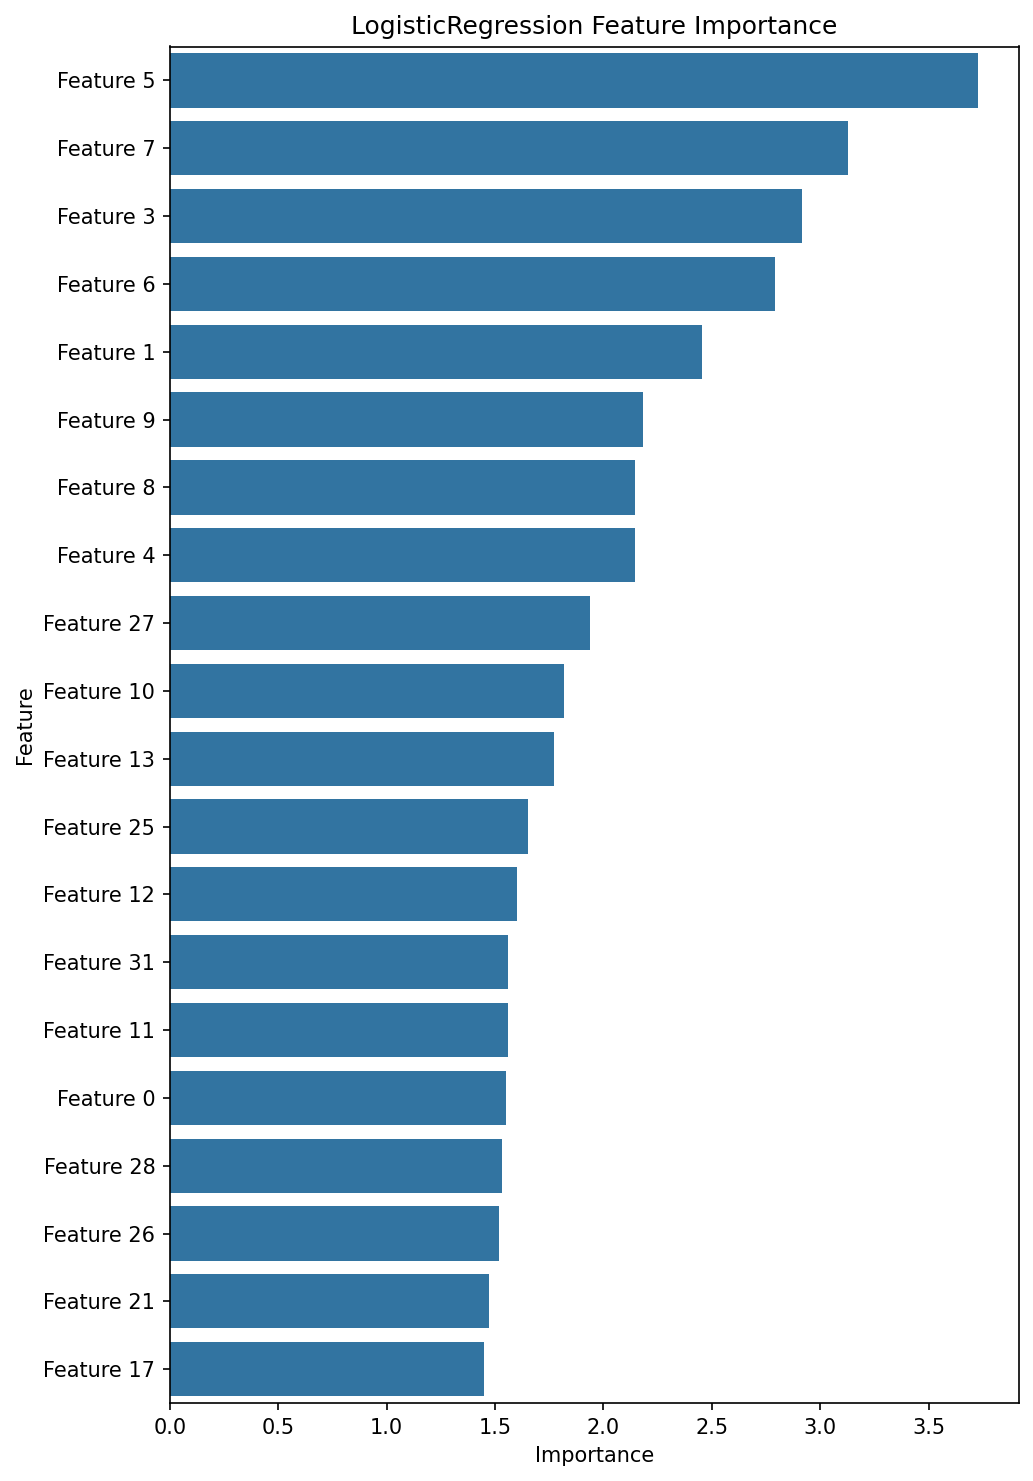 LogisticRegression Feature Importance
Feature 5
Feature 7
Feature 3
Feature 6
Feature 1
Feature 9
Feature 8
Feature 4
Feature 27
Feature 10
Feature 13
Feature 25
Feature 12
Feature 31
Feature 11
Feature 0
Feature 28
Feature 26
Feature 21
Feature 17
Feature
0.0 0.5 1.0 1.5 2.0 2.5 3.0 3.5
Importance